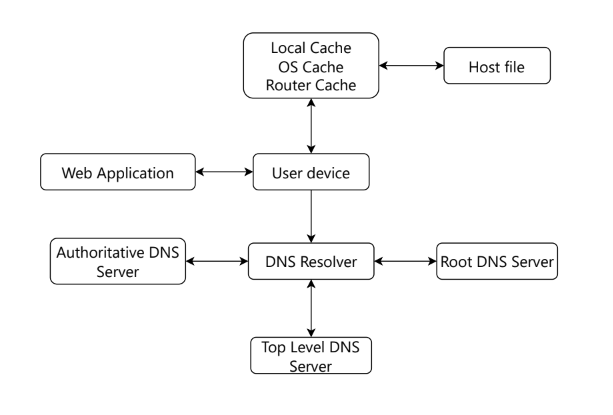 Local Cache
OS Cache
Router Cache
Host file
Web Application
User device
Authoritative DNS
Server
DNS Resolver
Root DNS Server
Top Level DNS
Server